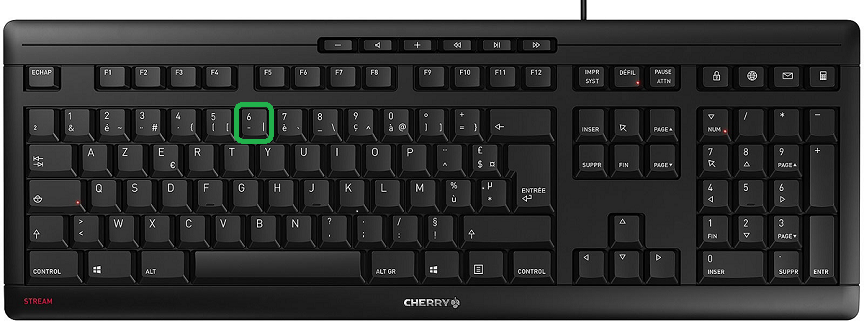 ECHAP F1 F2 F3 F4 F5 F6 F7 F8 F9 F10 F11 F12 IMPR SYST DÉFIL PAUSE ATTN
² 1 & 2 é ~ 3 " # 4 ' { 5 ( [ 6 - | 7 è ` 8 _ \ 9 ç ^ 0 à @ ° ) ] + = } INSER PAGE▲ NUM / * -
A Z E € R T Y U I O P ¨ ^ £ $ ¤ ENTRÉE SUPPR FIN PAGE▼ 7 8 9 PAGE▲ +
Q S D F G H J K L M % ù µ * 4 5 6
> < W X C V B N ? , . ; / : § ! 1 FIN 2 3 PAGE▼
CONTROL ALT ALT GR CONTROL 0 INSER . SUPPR ENTR
STREAM CHERRY